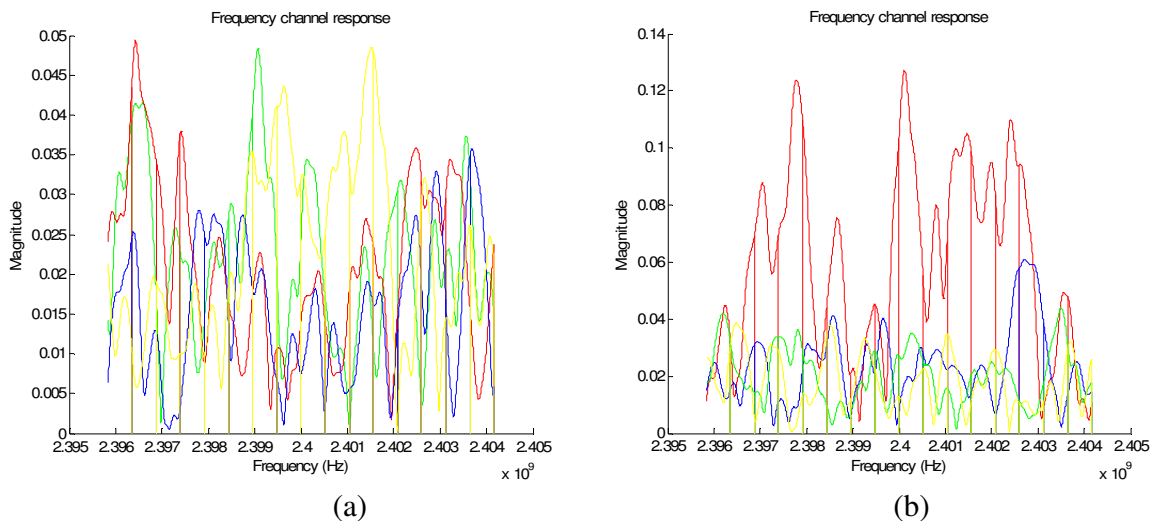 Frequency channel response
0.05
0.045
0.04
0.035
0.03
0.025
0.02
0.015
0.01
0.005
0
Magnitude
2.395 2.396 2.397 2.398 2.399 2.4 2.401 2.402 2.403 2.404 2.405
Frequency (Hz)
x 10^9
(a)
Frequency channel response
0.14
0.12
0.1
0.08
0.06
0.04
0.02
0
Magnitude
2.395 2.396 2.397 2.398 2.399 2.4 2.401 2.402 2.403 2.404 2.405
Frequency (Hz)
x 10^9
(b)